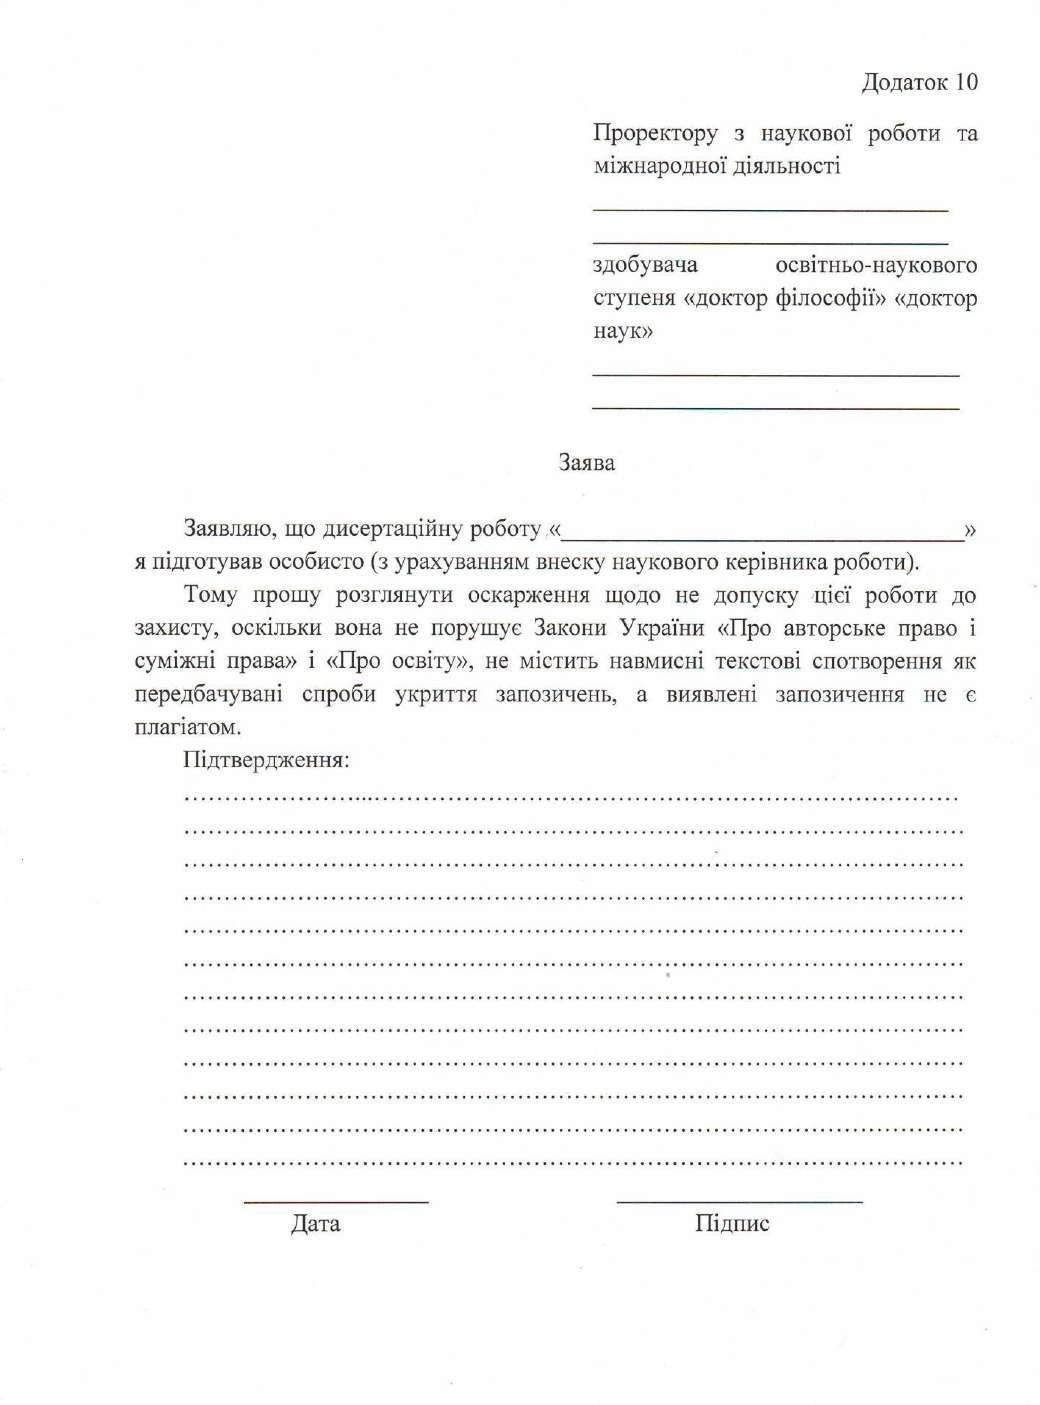 Додаток 10
Проректору з наукової роботи та
міжнародної діяльності
здобувача освітньо-наукового
ступеня «доктор філософії» «доктор
наук»
Заява
Заявляю, що дисертаційну роботу «______________________________»
я підготував особисто (з урахуванням внеску наукового керівника роботи).
Тому прошу розглянути оскарження щодо не допуску цієї роботи до
захисту, оскільки вона не порушує Закони України «Про авторське право і
суміжні права» і «Про освіту», не містить навмисні текстові спотворення як
передбачувані спроби укриття запозичень, а виявлені запозичення не є
плагіатом.
Підтвердження:
Дата Підпис